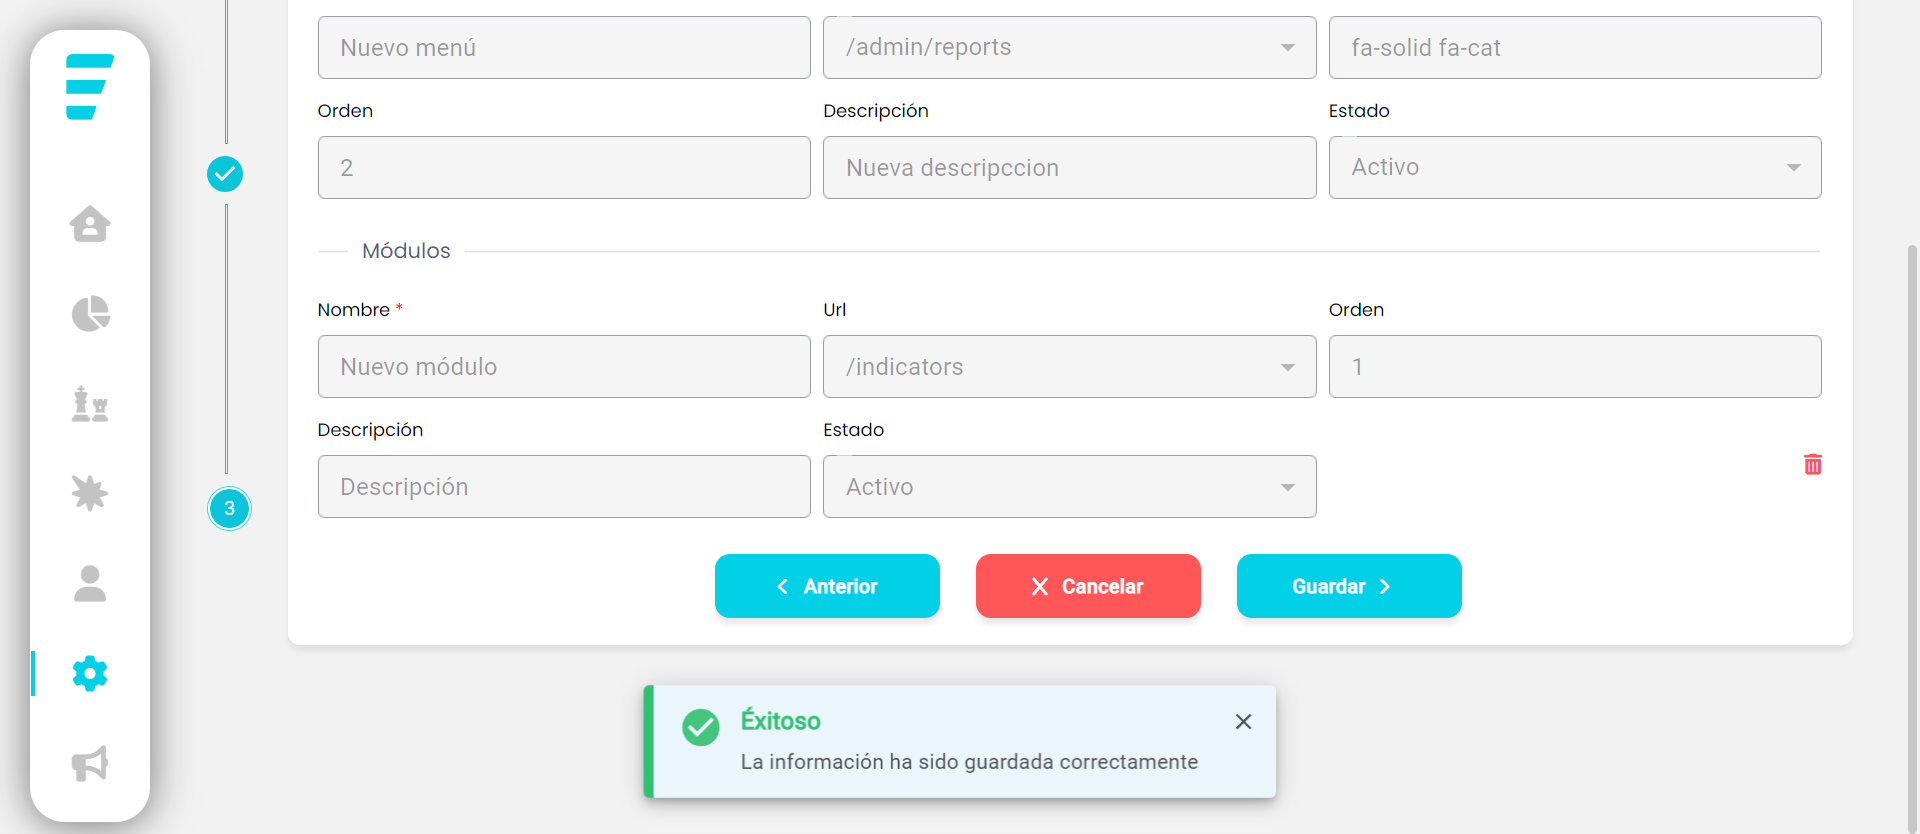 Nuevo menú
/admin/reports
fa-solid fa-cat
Orden
Descripción
Estado
2
Nueva descripccion
Activo
Módulos
Nombre *
Url
Orden
Nuevo módulo
/indicators
1
Descripción
Estado
Descripción
Activo
3
Anterior
Cancelar
Guardar
Éxitoso
La información ha sido guardada correctamente